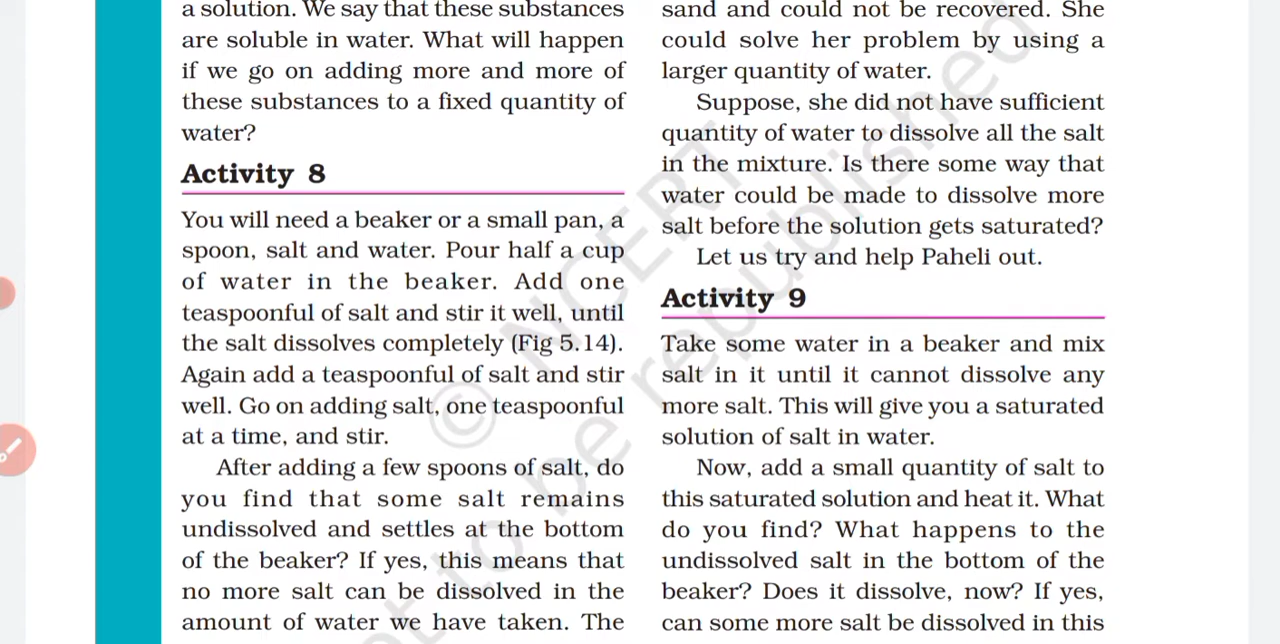 a solution. We say that these substances
are soluble in water. What will happen
if we go on adding more and more of
these substances to a fixed quantity of
water?
Activity 8
You will need a beaker or a small pan, a
spoon, salt and water. Pour half a cup
of water in the beaker. Add one
teaspoonful of salt and stir it well, until
the salt dissolves completely (Fig 5.14).
Again add a teaspoonful of salt and stir
well. Go on adding salt, one teaspoonful
at a time, and stir.
After adding a few spoons of salt, do
you find that some salt remains
undissolved and settles at the bottom
of the beaker? If yes, this means that
no more salt can be dissolved in the
amount of water we have taken. The
sand and could not be recovered. She
could solve her problem by using a
larger quantity of water.
Suppose, she did not have sufficient
quantity of water to dissolve all the salt
in the mixture. Is there some way that
water could be made to dissolve more
salt before the solution gets saturated?
Let us try and help Paheli out.
Activity 9
Take some water in a beaker and mix
salt in it until it cannot dissolve any
more salt. This will give you a saturated
solution of salt in water.
Now, add a small quantity of salt to
this saturated solution and heat it. What
do you find? What happens to the
undissolved salt in the bottom of the
beaker? Does it dissolve, now? If yes,
can some more salt be dissolved in this
© NCERT
not to be republished